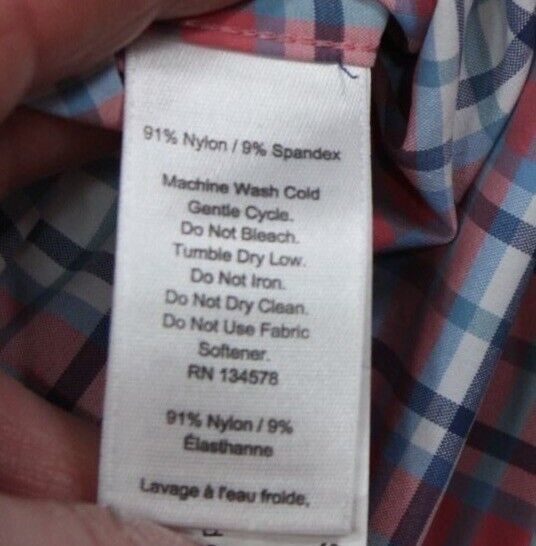 91% Nylon / 9% Spandex
Machine Wash Cold
Gentle Cycle.
Do Not Bleach.
Tumble Dry Low.
Do Not Iron.
Do Not Dry Clean.
Do Not Use Fabric
Softener.
RN 134578
91% Nylon / 9%
Élasthanne
Lavage à l'eau froide,